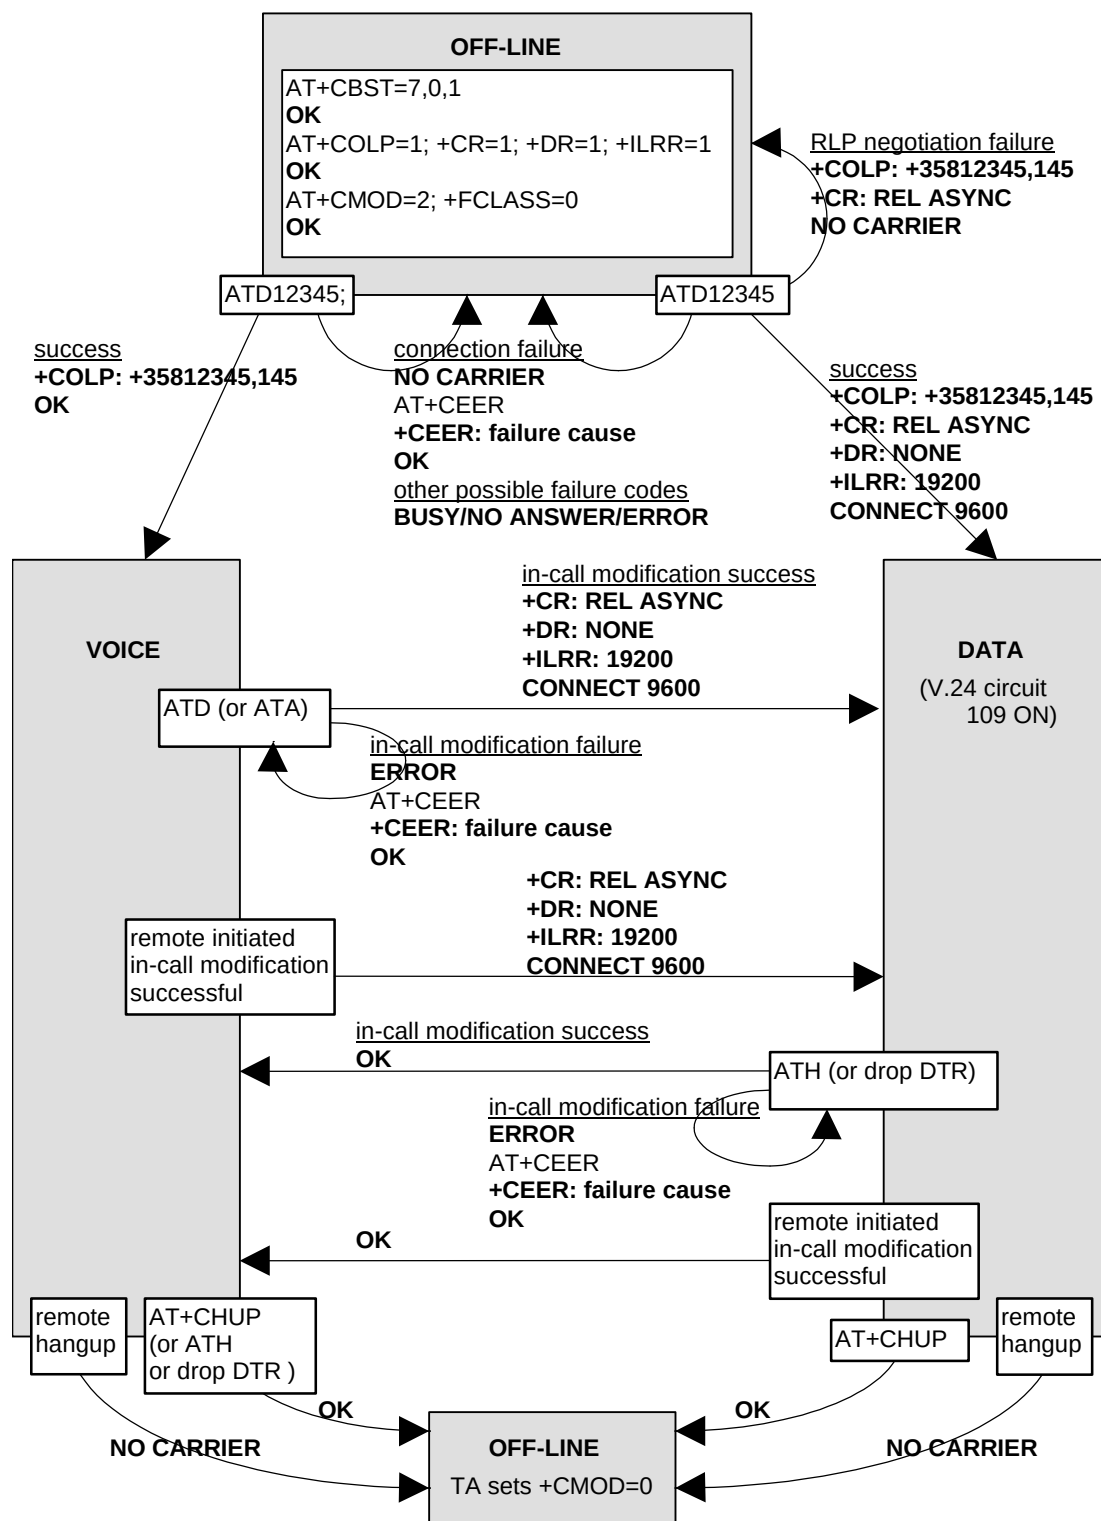 OFF-LINE
AT+CBST=7,0,1
OK
AT+COLP=1; +CR=1; +DR=1; +ILRR=1
OK
AT+CMOD=2; +FCLASS=0
OK
RLP negotiation failure
+COLP: +35812345,145
+CR: REL ASYNC
NO CARRIER
ATD12345;
ATD12345
success
+COLP: +35812345,145
OK
connection failure
NO CARRIER
AT+CEER
+CEER: failure cause
OK
other possible failure codes
BUSY/NO ANSWER/ERROR
success
+COLP: +35812345,145
+CR: REL ASYNC
+DR: NONE
+ILRR: 19200
CONNECT 9600
VOICE
in-call modification success
+CR: REL ASYNC
+DR: NONE
+ILRR: 19200
CONNECT 9600
DATA
(V.24 circuit
109 ON)
ATD (or ATA)
in-call modification failure
ERROR
AT+CEER
+CEER: failure cause
OK
+CR: REL ASYNC
+DR: NONE
+ILRR: 19200
CONNECT 9600
remote initiated
in-call modification
successful
in-call modification success
OK
ATH (or drop DTR)
in-call modification failure
ERROR
AT+CEER
+CEER: failure cause
OK
remote initiated
in-call modification
successful
OK
remote
hangup
AT+CHUP
(or ATH
or drop DTR )
AT+CHUP
remote
hangup
OK
OK
NO CARRIER
NO CARRIER
OFF-LINE
TA sets +CMOD=0